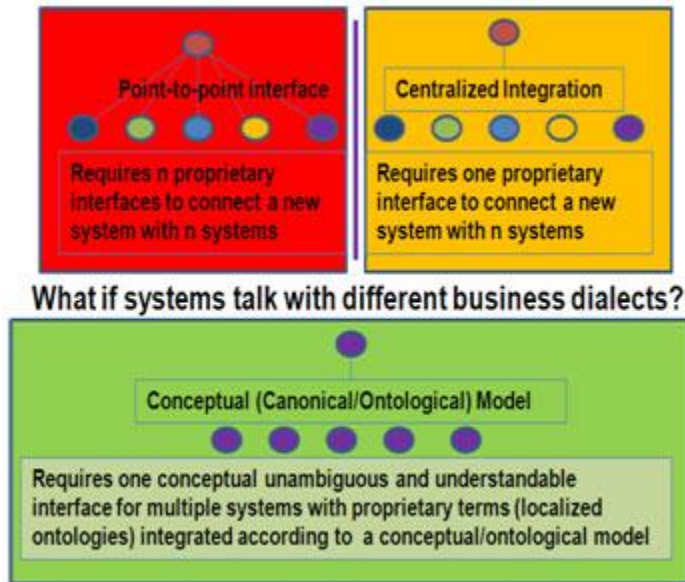 Point-to-point interface
Requires n proprietary
interfaces to connect a new
system with n systems
Centralized Integration
Requires one proprietary
interface to connect a new
system with n systems
What if systems talk with different business dialects?
Conceptual (Canonical/Ontological) Model
Requires one conceptual unambiguous and understandable
interface for multiple systems with proprietary terms (localized
ontologies) integrated according to a conceptual/ontological model